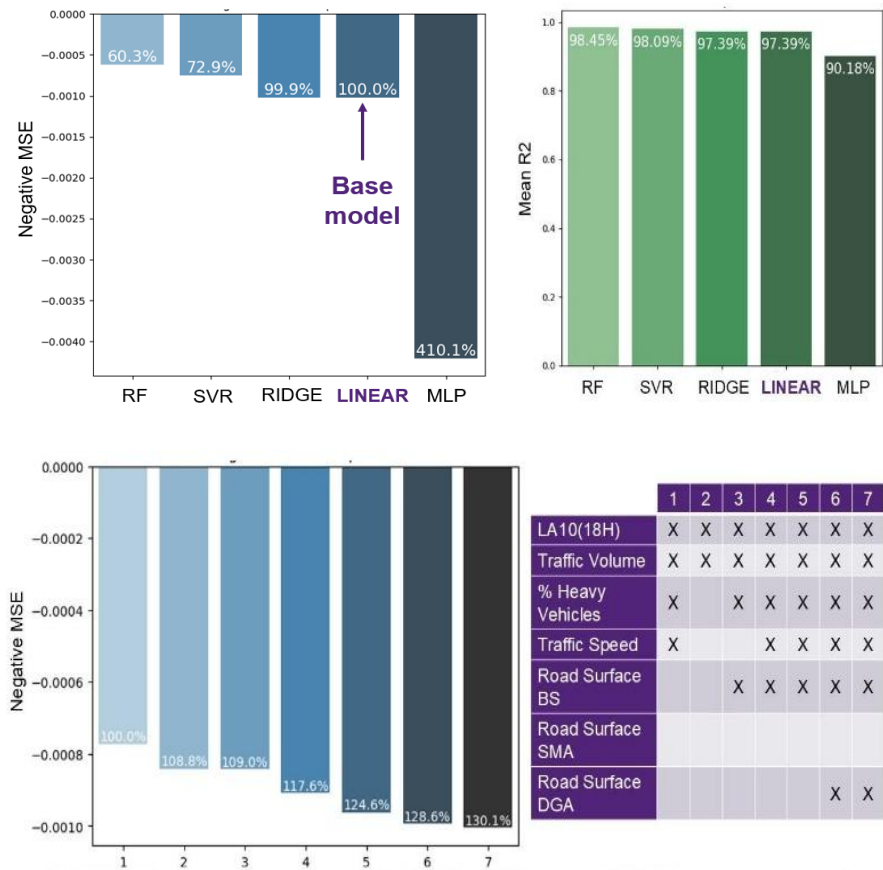 0.0000
−0.0005
−0.0010
−0.0015
−0.0020
−0.0025
−0.0030
−0.0035
−0.0040
Negative MSE
60.3%
72.9%
99.9%
100.0%
410.1%
Base
model
RF SVR RIDGE LINEAR MLP
1.0
0.8
0.6
0.4
0.2
0.0
Mean R2
98.45%
98.09%
97.39%
97.39%
90.18%
RF SVR RIDGE LINEAR MLP
0.0000
−0.0002
−0.0004
−0.0006
−0.0008
−0.0010
Negative MSE
100.0%
108.8%
109.0%
117.6%
124.6%
128.6%
130.1%
1 2 3 4 5 6 7
1 2 3 4 5 6 7
LA10(18H) X X X X X X X
Traffic Volume X X X X X X X
% Heavy
Vehicles X X X X X X
Traffic Speed X X X X X
Road Surface
BS X X X X X
Road Surface
SMA
Road Surface
DGA X X